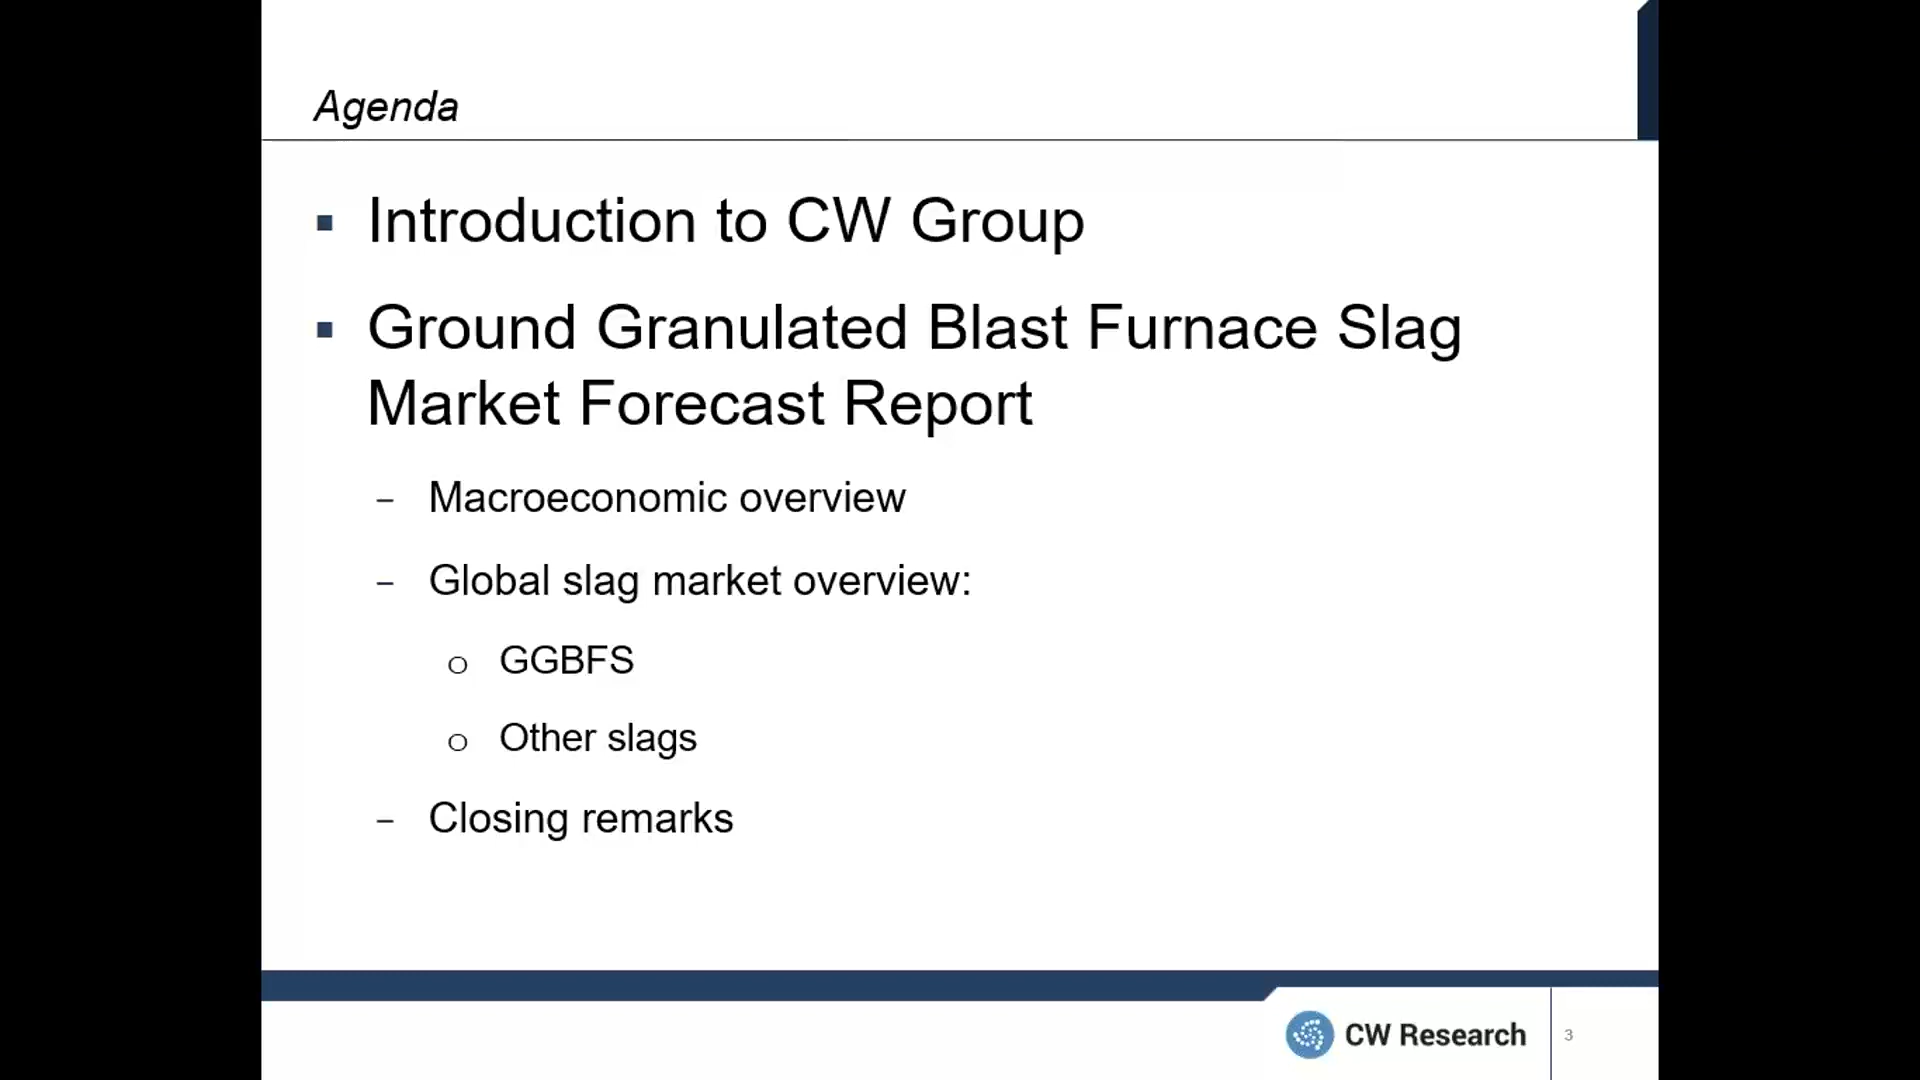 Agenda
▪ Introduction to CW Group
▪ Ground Granulated Blast Furnace Slag
Market Forecast Report
– Macroeconomic overview
– Global slag market overview:
o GGBFS
o Other slags
– Closing remarks
CW Research
3